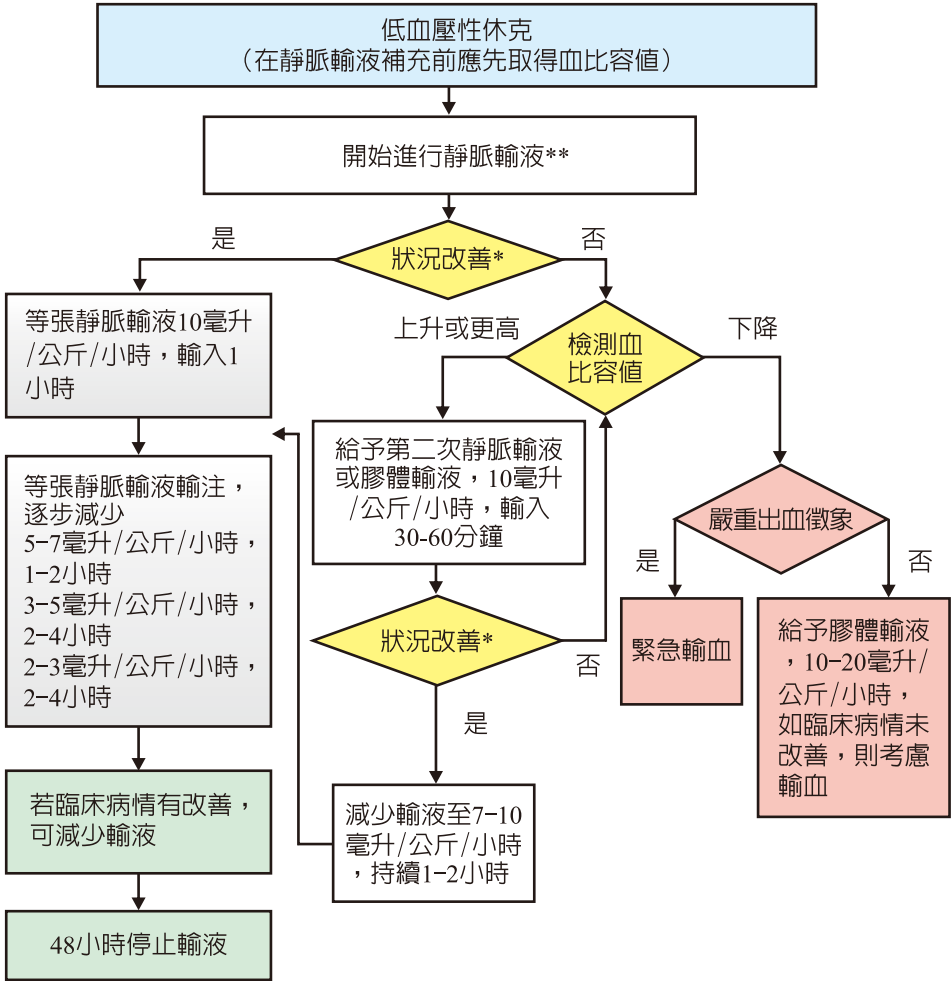 低血壓性休克
（在靜脈輸液補充前應先取得血比容值）
開始進行靜脈輸液**
狀況改善*
是
否
等張靜脈輸液10毫升
/公斤/小時，輸入1
小時
上升或更高
檢測血
比容值
下降
給予第二次靜脈輸液
或膠體輸液，10毫升
/公斤/小時，輸入
30-60分鐘
等張靜脈輸液輸注，
逐步減少
5-7毫升/公斤/小時，
1-2小時
3-5毫升/公斤/小時，
2-4小時
2-3毫升/公斤/小時，
2-4小時
嚴重出血徵象
是
否
狀況改善*
否
是
緊急輸血
給予膠體輸液
，10-20毫升/
公斤/小時，
如臨床病情未
改善，則考慮
輸血
若臨床病情有改善，
可減少輸液
減少輸液至7-10
毫升/公斤/小時
，持續1-2小時
48小時停止輸液